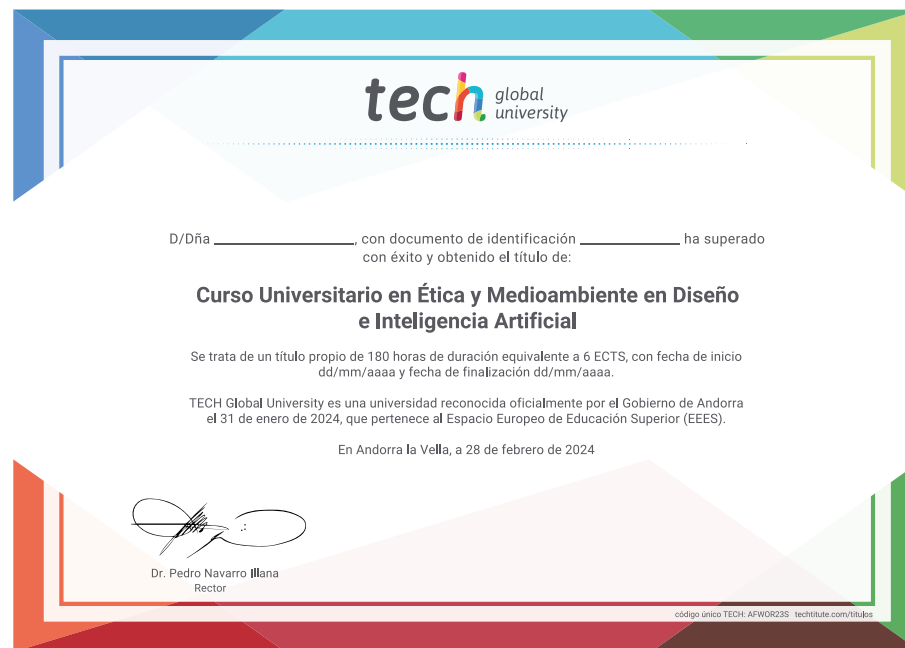 tech global university
D/Dña ________________, con documento de identificación ____________ ha superado
con éxito y obtenido el título de:
Curso Universitario en Ética y Medioambiente en Diseño
e Inteligencia Artificial
Se trata de un título propio de 180 horas de duración equivalente a 6 ECTS, con fecha de inicio
dd/mm/aaaa y fecha de finalización dd/mm/aaaa.
TECH Global University es una universidad reconocida oficialmente por el Gobierno de Andorra
el 31 de enero de 2024, que pertenece al Espacio Europeo de Educación Superior (EEES).
En Andorra la Vella, a 28 de febrero de 2024
Dr. Pedro Navarro Illana
Rector
código único TECH: AFWOR23S techtitute.com/titulos